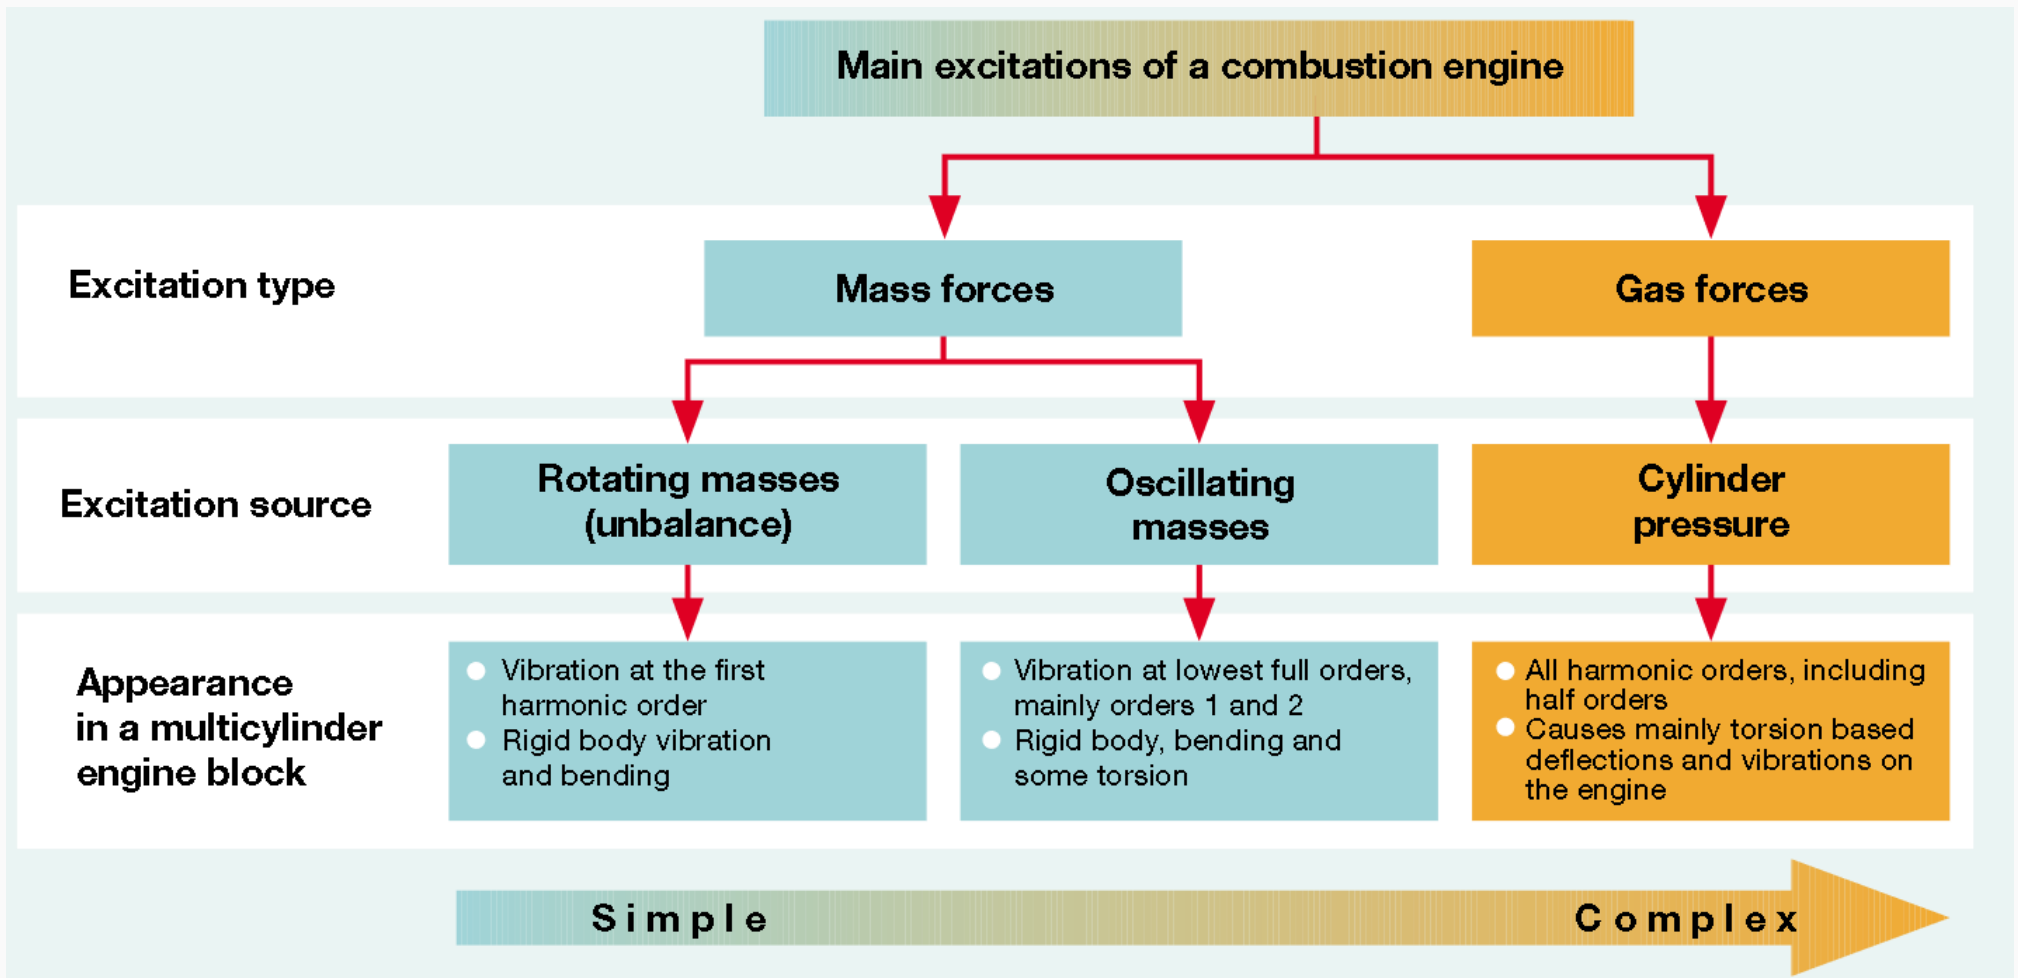 Main excitations of a combustion engine
Excitation type
Mass forces
Gas forces
Excitation source
Rotating masses
(unbalance)
Oscillating
masses
Cylinder
pressure
Appearance
in a multicylinder
engine block
Vibration at the first
harmonic order
Rigid body vibration
and bending
Vibration at lowest full orders,
mainly orders 1 and 2
Rigid body, bending and
some torsion
All harmonic orders, including
half orders
Causes mainly torsion based
deflections and vibrations on
the engine
Simple
Complex